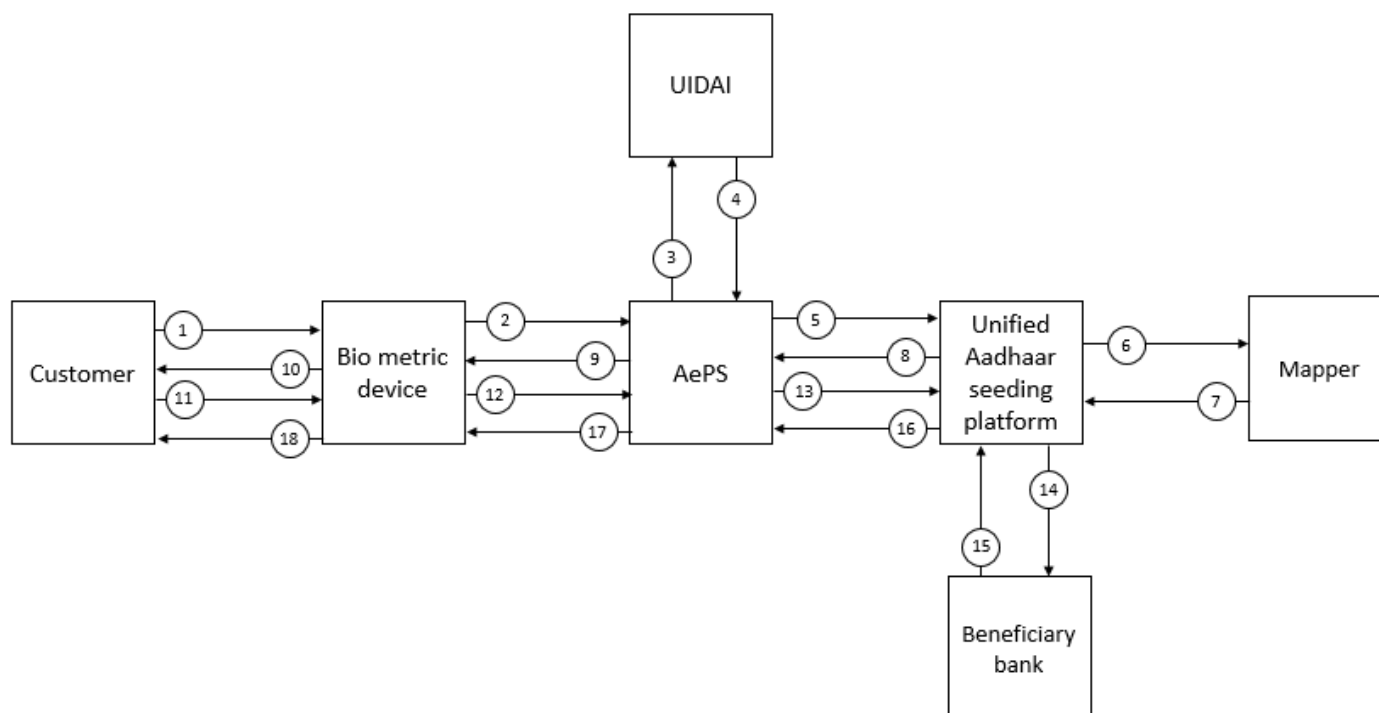 UIDAI
4
3
1
2
5
Customer
Bio metric
device
AePS
Unified
Aadhaar
seeding
platform
Mapper
10
9
8
6
11
12
13
7
18
17
16
14
15
Beneficiary
bank